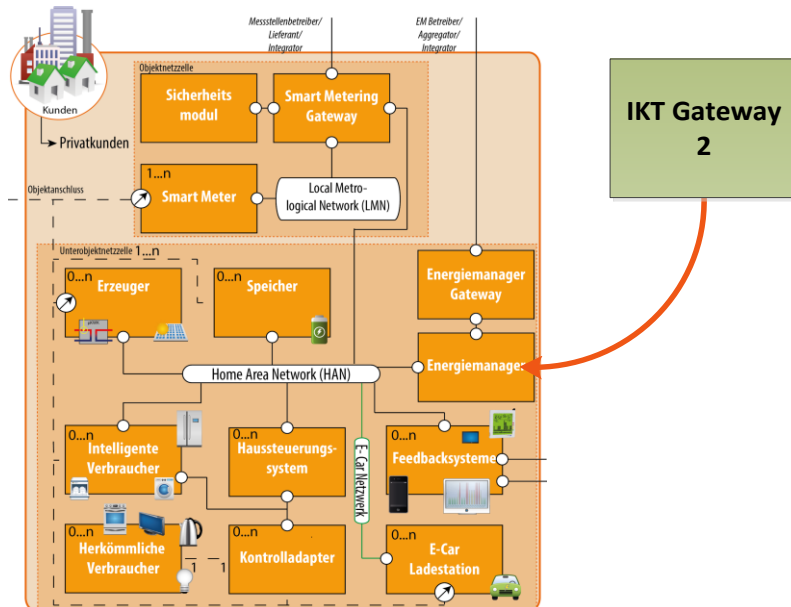 Messstellenbetreiber/
Lieferant/
Integrator
EM Betreiber/
Aggregator/
Integrator
Kunden
Privatkunden
Objektnetzzelle
Sicherheits
modul
Smart Metering
Gateway
IKT Gateway
2
1...n
Smart Meter
Local Metro-
logical Network (LMN)
Objektanschluss
Unterobjektnetzzelle 1...n
0...n
Erzeuger
0...n
Speicher
Energiemanager
Gateway
Energiemanager
Home Area Network (HAN)
0...n
Intelligente
Verbraucher
0...n
Haussteuerungs-
system
E- Car Netzwerk
0...n
Feedbacksysteme
0...n
Herkömmliche
Verbraucher
1
1
0...n
Kontrolladapter
0...n
E-Car
Ladestation